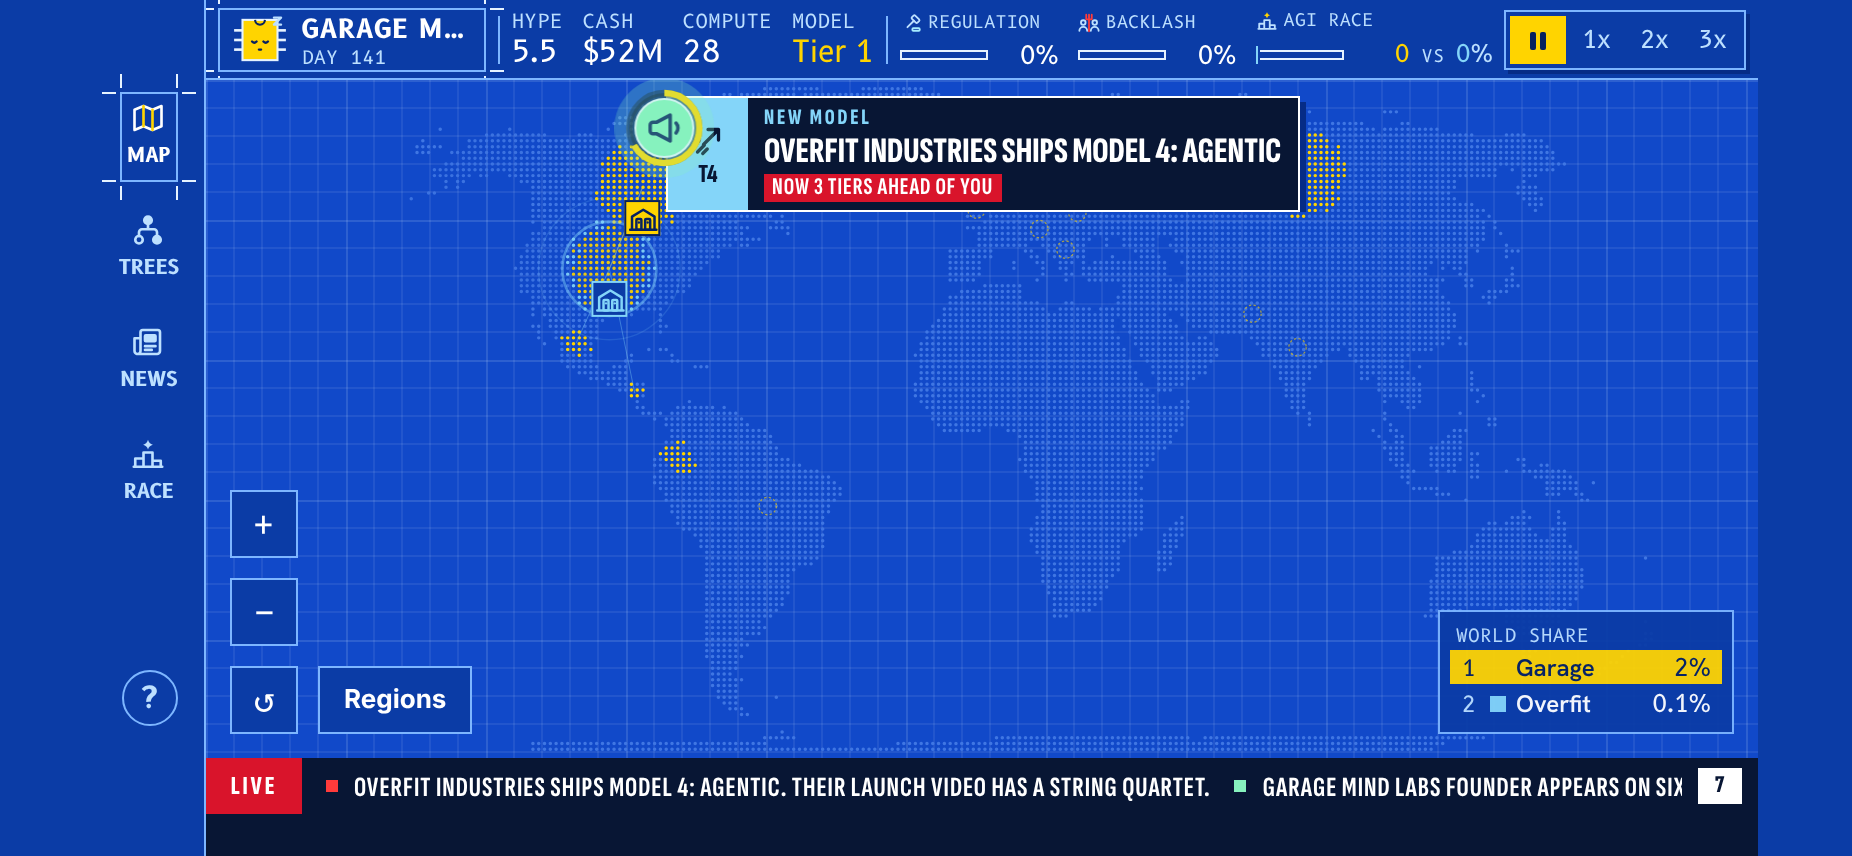 GARAGE M...
DAY 141
HYPE
5.5
CASH
$52M
COMPUTE
28
MODEL
Tier 1
REGULATION
0%
BACKLASH
0%
AGI RACE
0 VS 0%
1x
2x
3x
MAP
TREES
NEWS
RACE
?
T4
NEW MODEL
OVERFIT INDUSTRIES SHIPS MODEL 4: AGENTIC
NOW 3 TIERS AHEAD OF YOU
+
−
↺
Regions
WORLD SHARE
1 Garage 2%
2 Overfit 0.1%
LIVE
OVERFIT INDUSTRIES SHIPS MODEL 4: AGENTIC. THEIR LAUNCH VIDEO HAS A STRING QUARTET.
GARAGE MIND LABS FOUNDER APPEARS ON SIX
7